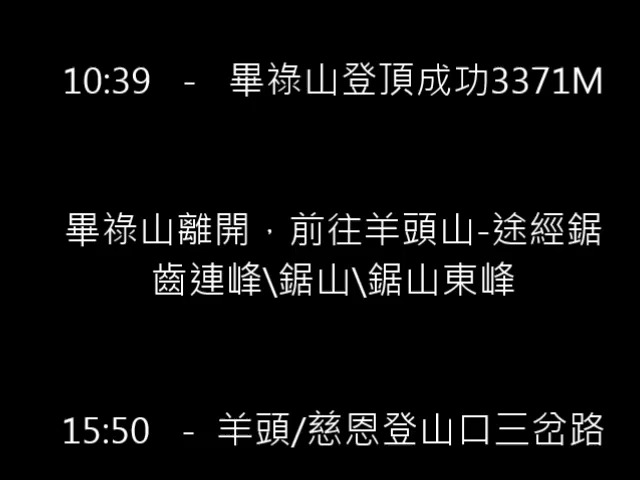 10:39 - 畢祿山登頂成功3371M
畢祿山離開，前往羊頭山-途經鋸
齒連峰\鋸山\鋸山東峰
15:50 - 羊頭/慈恩登山口三岔路